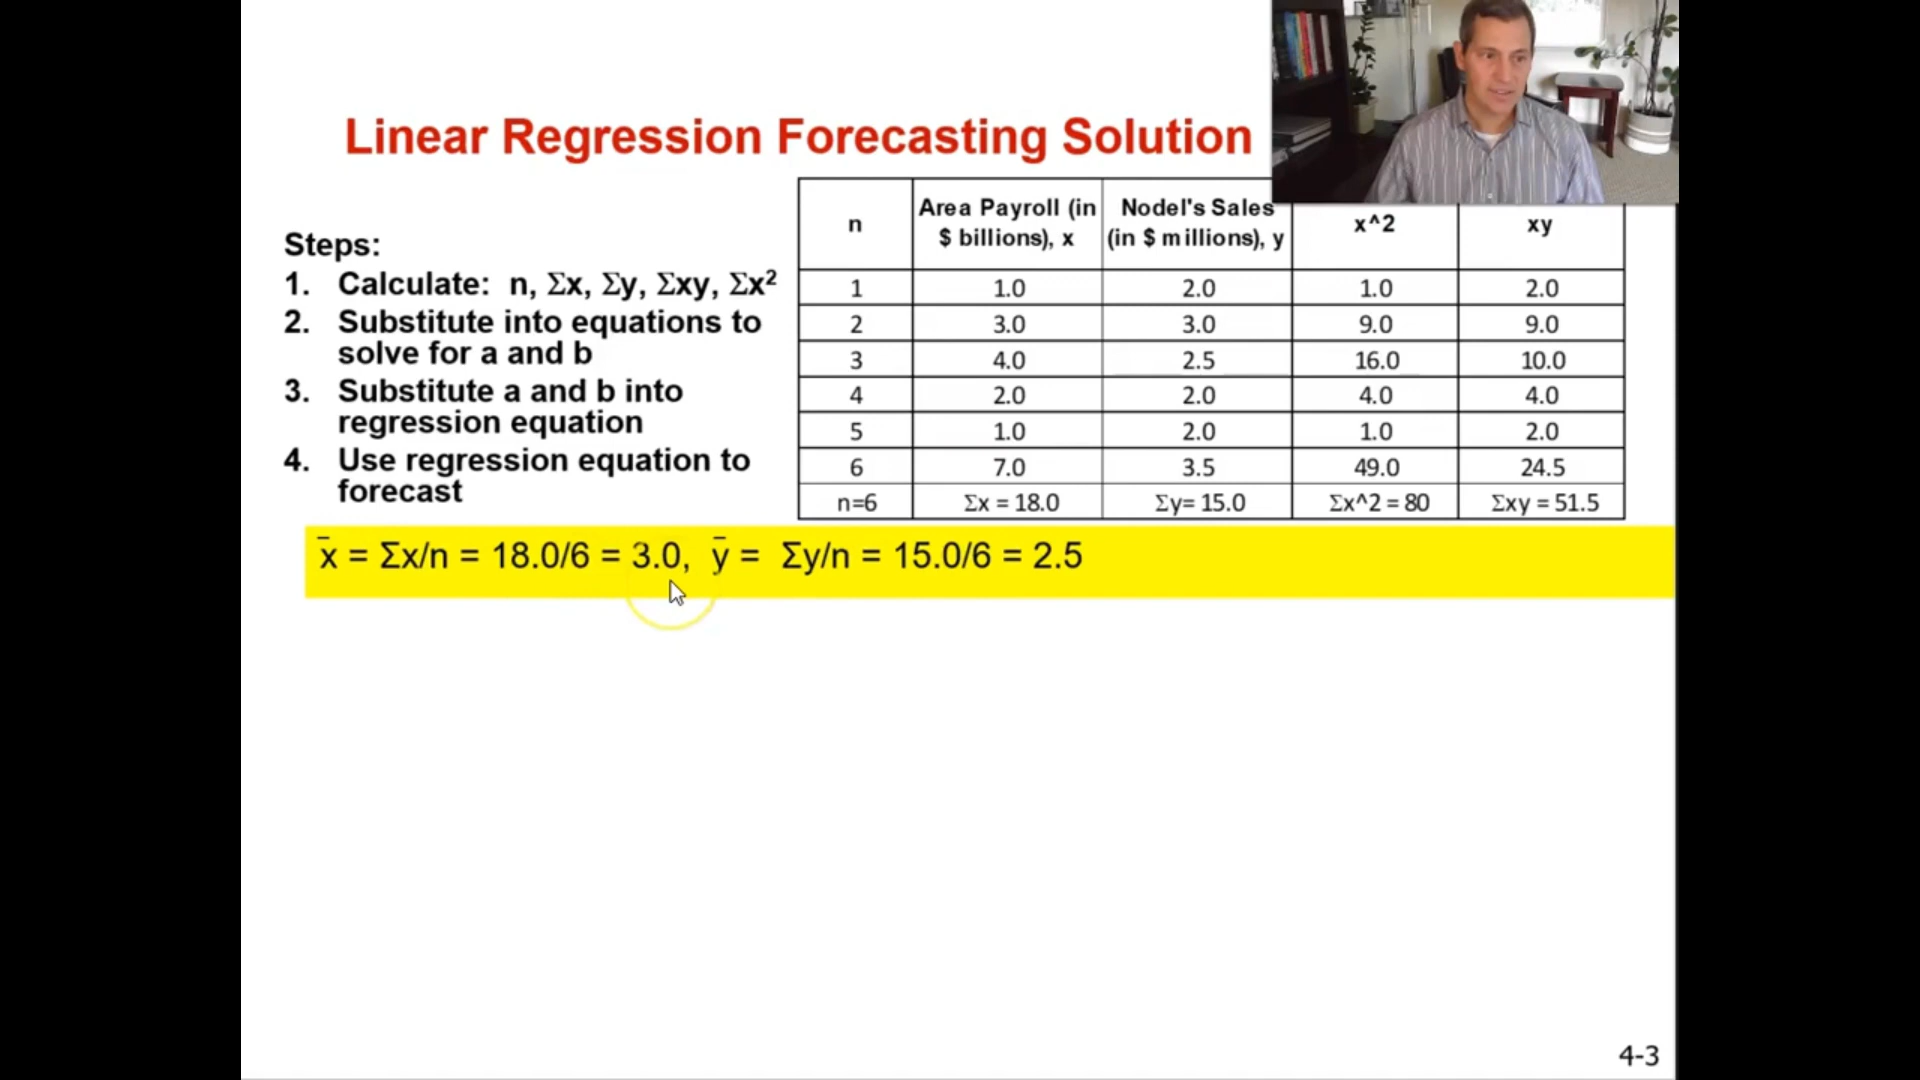 Linear Regression Forecasting Solution
Steps:
1. Calculate: n, Σx, Σy, Σxy, Σx²
2. Substitute into equations to
solve for a and b
3. Substitute a and b into
regression equation
4. Use regression equation to
forecast
n | Area Payroll (in $ billions), x | Nodel's Sales (in $ millions), y | x^2 | xy
1 | 1.0 | 2.0 | 1.0 | 2.0
2 | 3.0 | 3.0 | 9.0 | 9.0
3 | 4.0 | 2.5 | 16.0 | 10.0
4 | 2.0 | 2.0 | 4.0 | 4.0
5 | 1.0 | 2.0 | 1.0 | 2.0
6 | 7.0 | 3.5 | 49.0 | 24.5
n=6 | Σx = 18.0 | Σy= 15.0 | Σx^2 = 80 | Σxy = 51.5
x̄ = Σx/n = 18.0/6 = 3.0, ȳ = Σy/n = 15.0/6 = 2.5
4-3